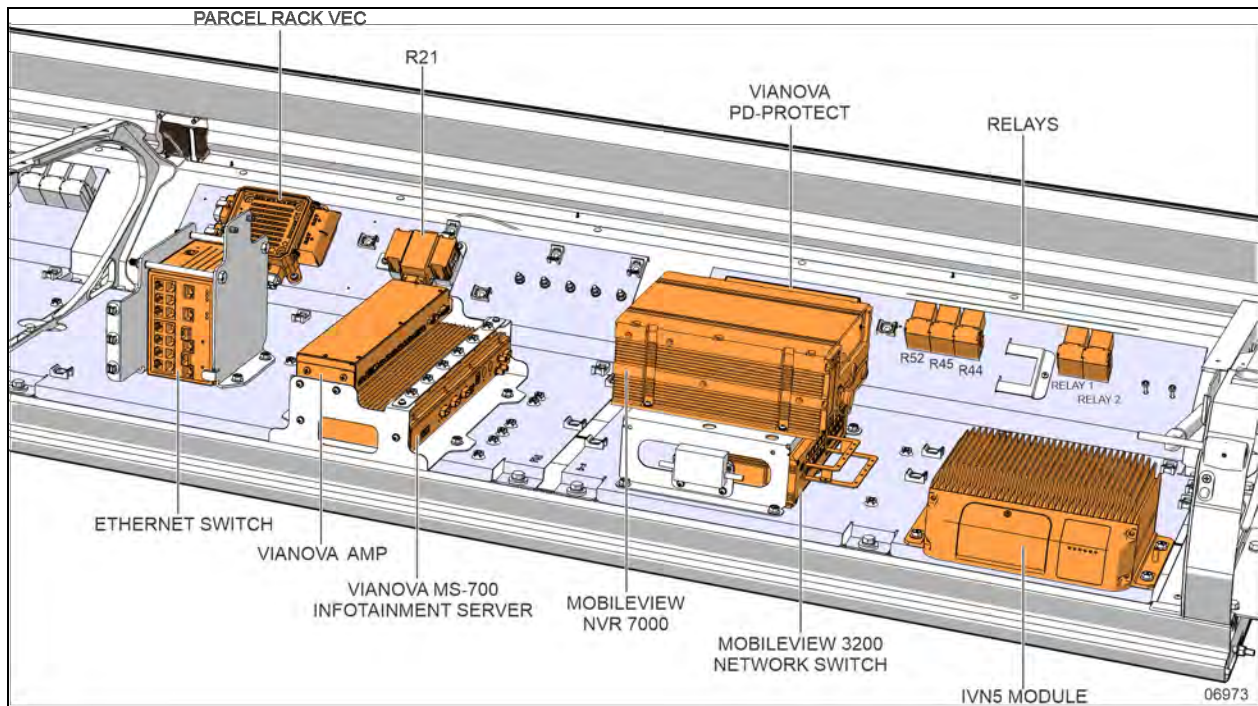 PARCEL RACK VEC
R21
VIANOVA
PD-PROTECT
RELAYS
R52
R45
R44
RELAY 1
RELAY 2
ETHERNET SWITCH
VIANOVA AMP
VIANOVA MS-700
INFOTAINMENT SERVER
MOBILEVIEW
NVR 7000
MOBILEVIEW 3200
NETWORK SWITCH
IVN5 MODULE
06973